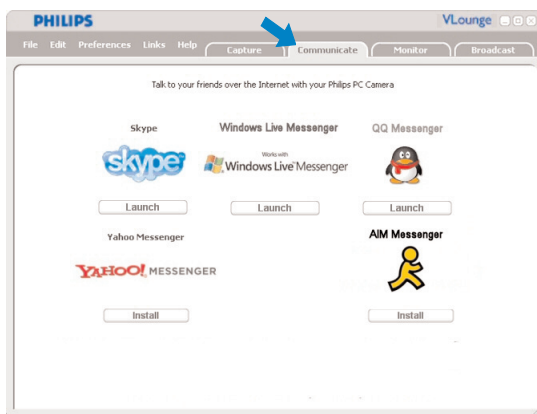 PHILIPS VLounge
File Edit Preferences Links Help Capture Communicate Monitor Broadcast
Talk to your friends over the Internet with your Philips PC Camera
Skype Windows Live Messenger QQ Messenger
skype
Works with
Windows Live Messenger
Launch Launch Launch
Yahoo Messenger AIM Messenger
YAHOO! MESSENGER
Install Install